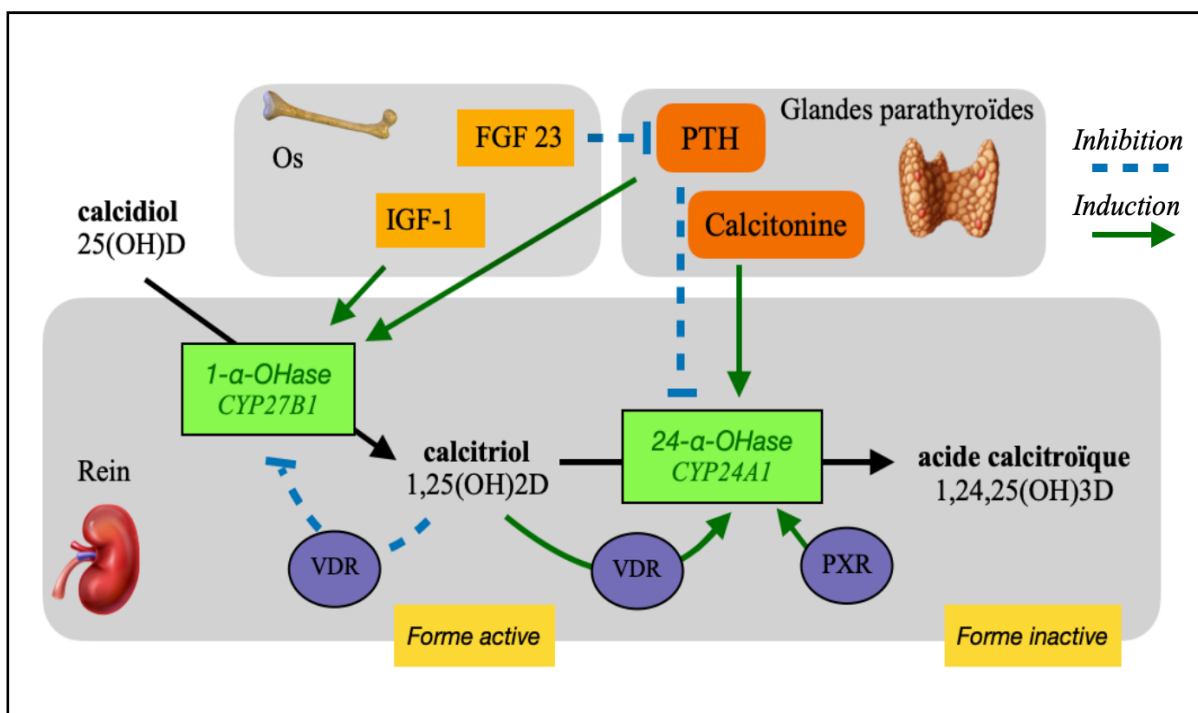 Os
FGF 23
IGF-1
PTH
Calcitonine
Glandes parathyroïdes
Inhibition
Induction
calcidiol
25(OH)D
1-α-OHase
CYP27B1
Rein
calcitriol
1,25(OH)2D
24-α-OHase
CYP24A1
acide calcitroïque
1,24,25(OH)3D
VDR
VDR
PXR
Forme active
Forme inactive